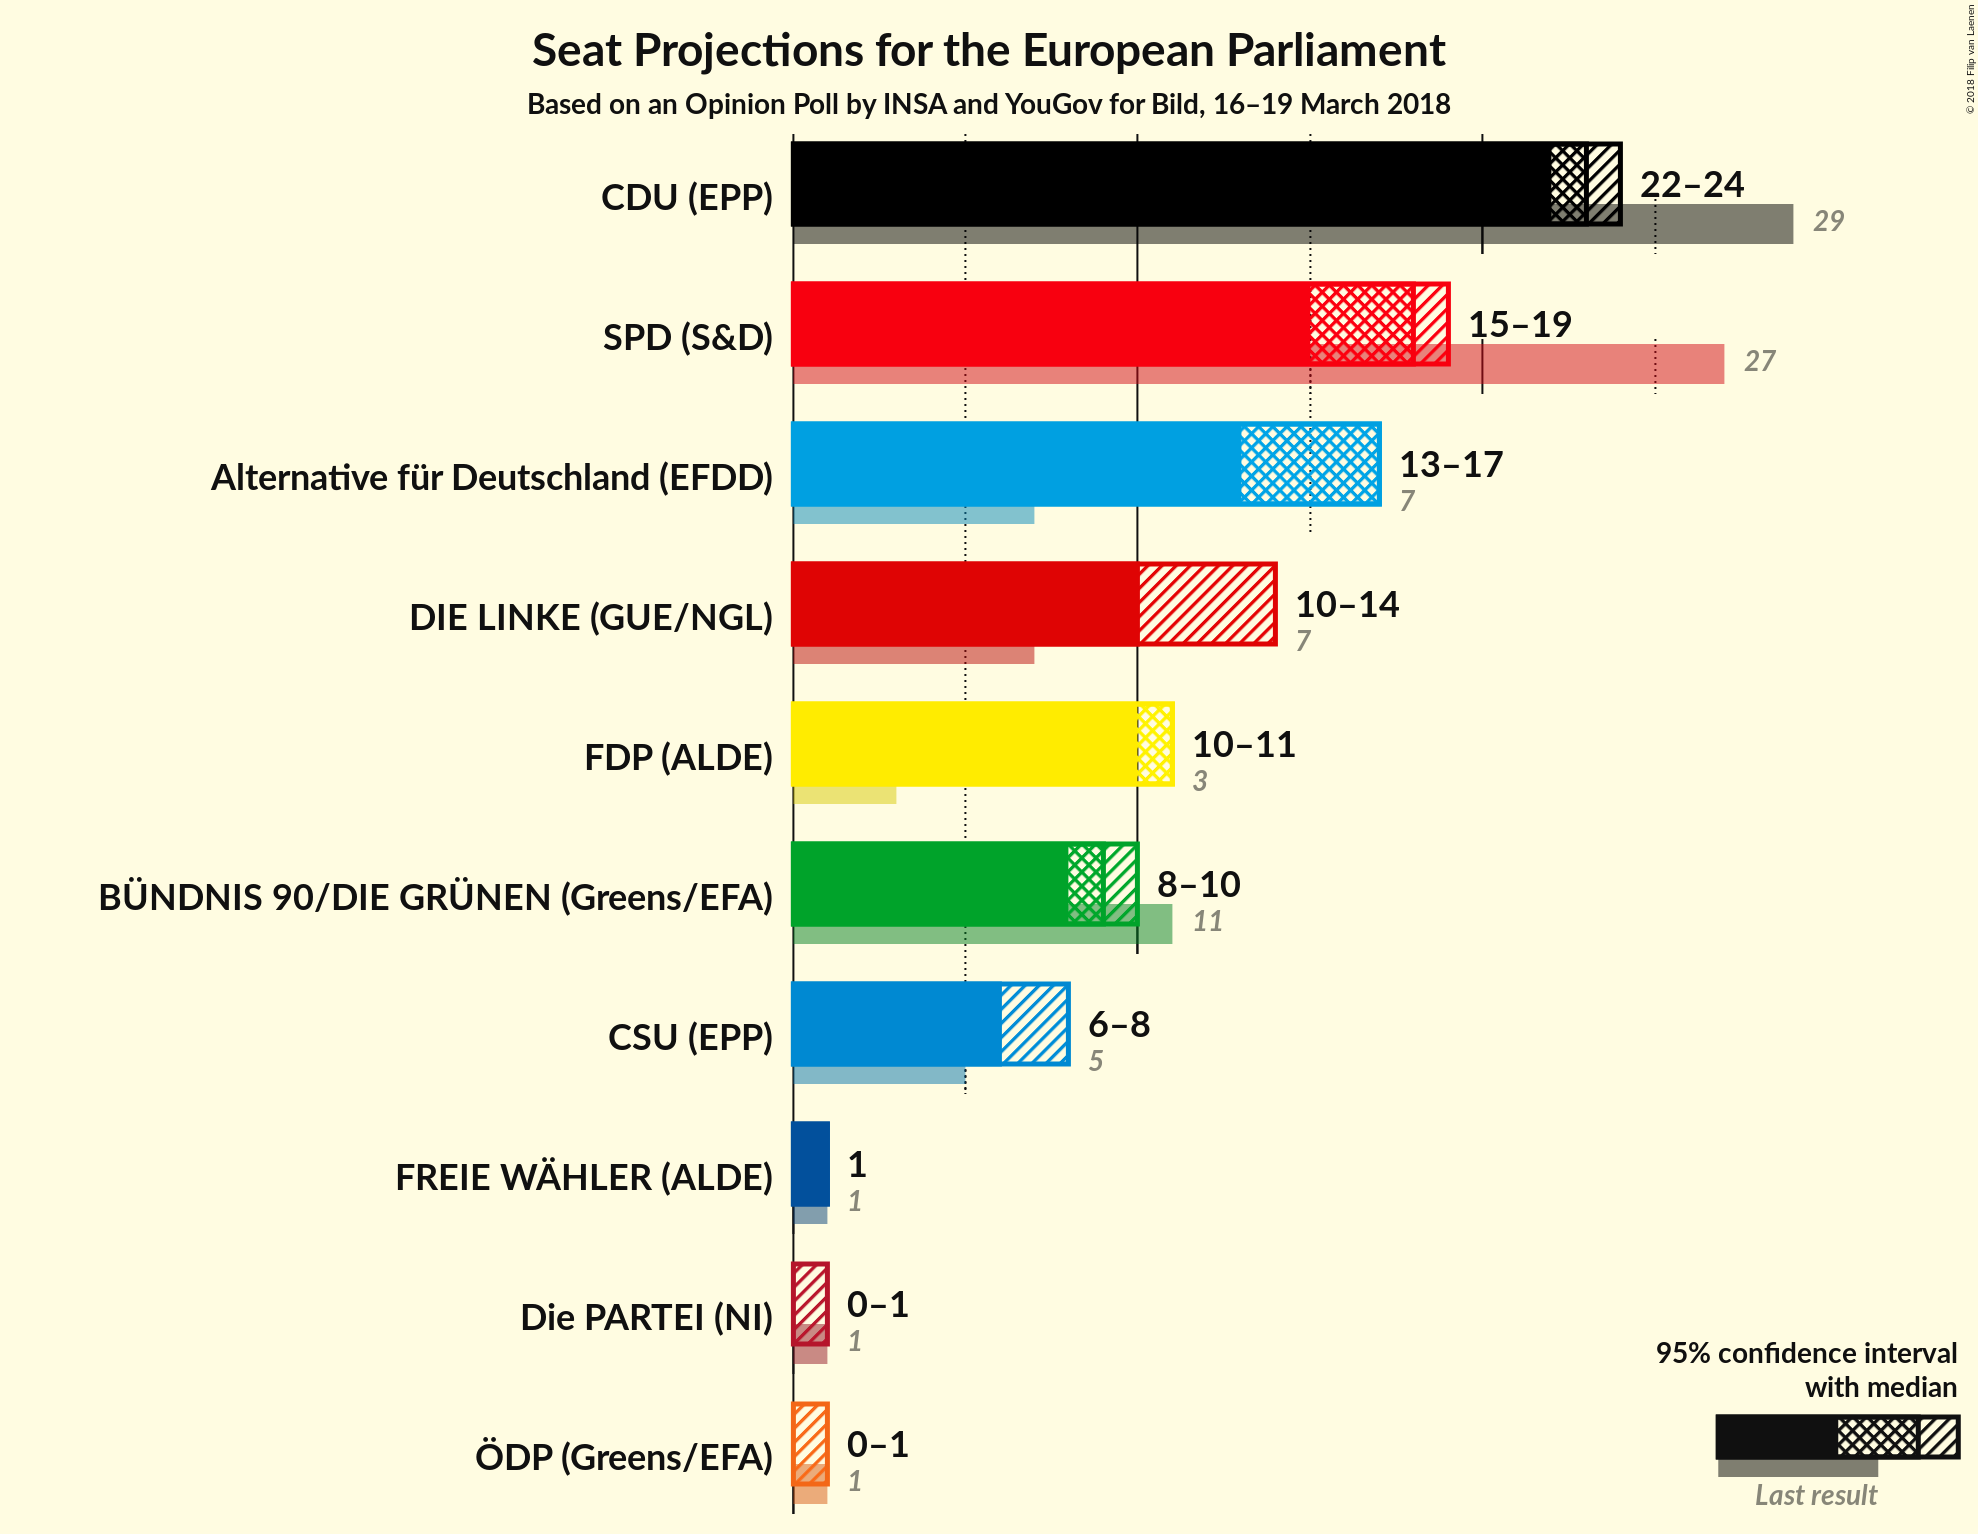 Seat Projections for the European Parliament
Based on an Opinion Poll by INSA and YouGov for Bild, 16–19 March 2018
© 2018 Filip van Laenen
CDU (EPP)
22–24
29
SPD (S&D)
15–19
27
Alternative für Deutschland (EFDD)
13–17
7
DIE LINKE (GUE/NGL)
10–14
7
FDP (ALDE)
10–11
3
BÜNDNIS 90/DIE GRÜNEN (Greens/EFA)
8–10
11
CSU (EPP)
6–8
5
FREIE WÄHLER (ALDE)
1
1
Die PARTEI (NI)
0–1
1
ÖDP (Greens/EFA)
0–1
1
95% confidence interval
with median
Last result